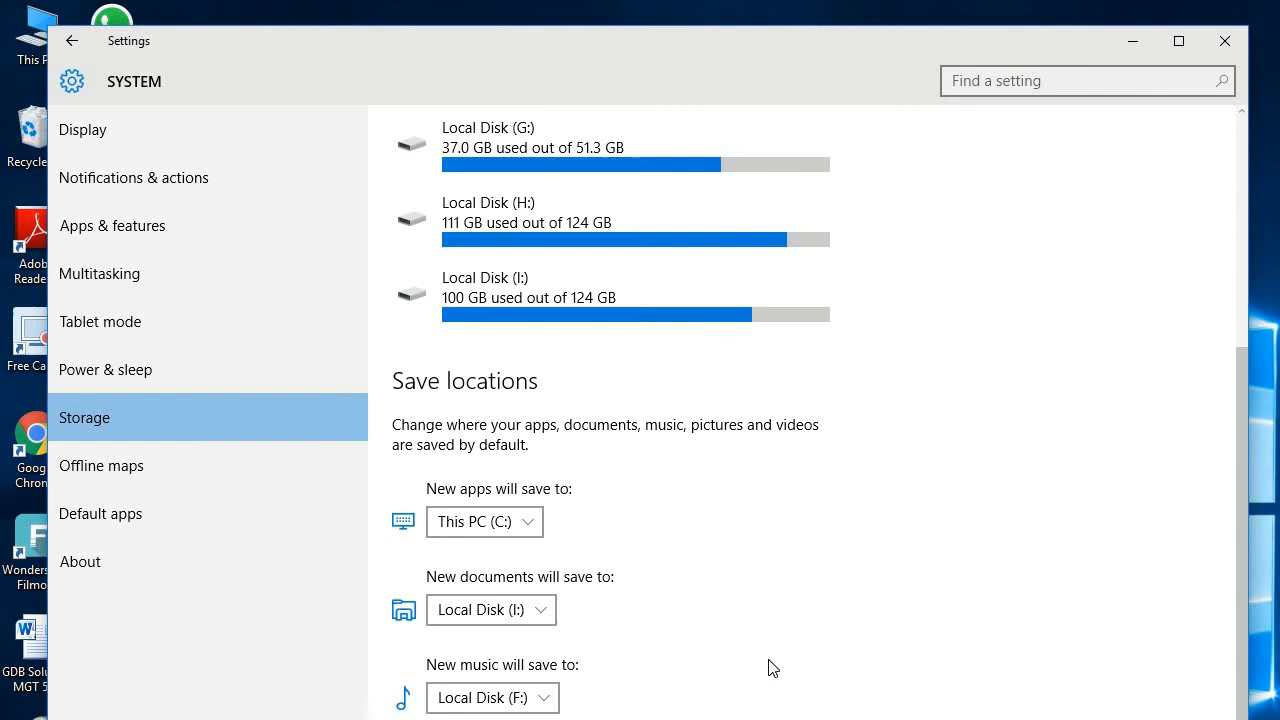 This P
Settings
SYSTEM
Find a setting
Recycle
Adob
Reade
Free Ca
Goog
Chron
Wonders
Filmo
GDB Solu
MGT 5
Display
Notifications & actions
Apps & features
Multitasking
Tablet mode
Power & sleep
Storage
Offline maps
Default apps
About
Local Disk (G:)
37.0 GB used out of 51.3 GB
Local Disk (H:)
111 GB used out of 124 GB
Local Disk (I:)
100 GB used out of 124 GB
Save locations
Change where your apps, documents, music, pictures and videos
are saved by default.
New apps will save to:
This PC (C:)
New documents will save to:
Local Disk (I:)
New music will save to:
Local Disk (F:)